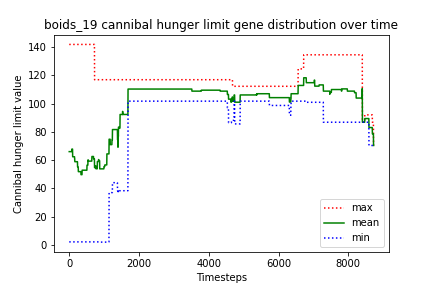 boids_19 cannibal hunger limit gene distribution over time
Cannibal hunger limit value
140
120
100
80
60
40
20
0
max
mean
min
0 2000 4000 6000 8000
Timesteps